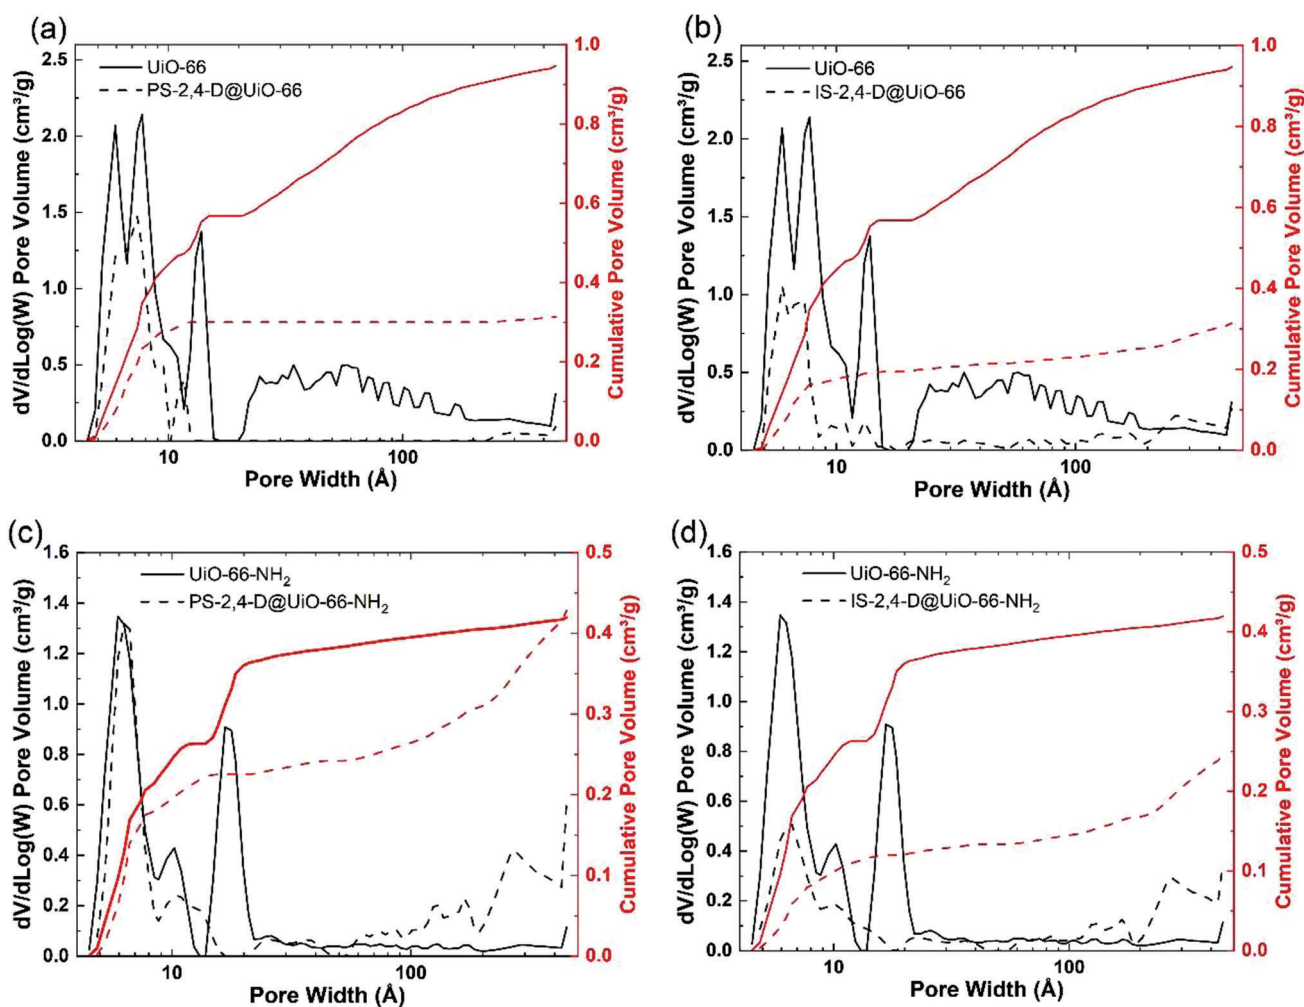 (a)
UiO-66
PS-2,4-D@UiO-66
2.5
2.0
1.5
1.0
0.5
0.0
dV/dLog(W) Pore Volume (cm³/g)
1.0
0.8
0.6
0.4
0.2
0.0
Cumulative Pore Volume (cm³/g)
10
100
Pore Width (Å)
(b)
UiO-66
IS-2,4-D@UiO-66
2.5
2.0
1.5
1.0
0.5
0.0
dV/dLog(W) Pore Volume (cm³/g)
1.0
0.8
0.6
0.4
0.2
0.0
Cumulative Pore Volume (cm³/g)
10
100
Pore Width (Å)
(c)
UiO-66-NH₂
PS-2,4-D@UiO-66-NH₂
1.6
1.4
1.2
1.0
0.8
0.6
0.4
0.2
0.0
dV/dLog(W) Pore Volume (cm³/g)
0.5
0.4
0.3
0.2
0.1
0.0
Cumulative Pore Volume (cm³/g)
10
100
Pore Width (Å)
(d)
UiO-66-NH₂
IS-2,4-D@UiO-66-NH₂
1.6
1.4
1.2
1.0
0.8
0.6
0.4
0.2
0.0
dV/dLog(W) Pore Volume (cm³/g)
0.5
0.4
0.3
0.2
0.1
0.0
Cumulative Pore Volume (cm³/g)
10
100
Pore Width (Å)